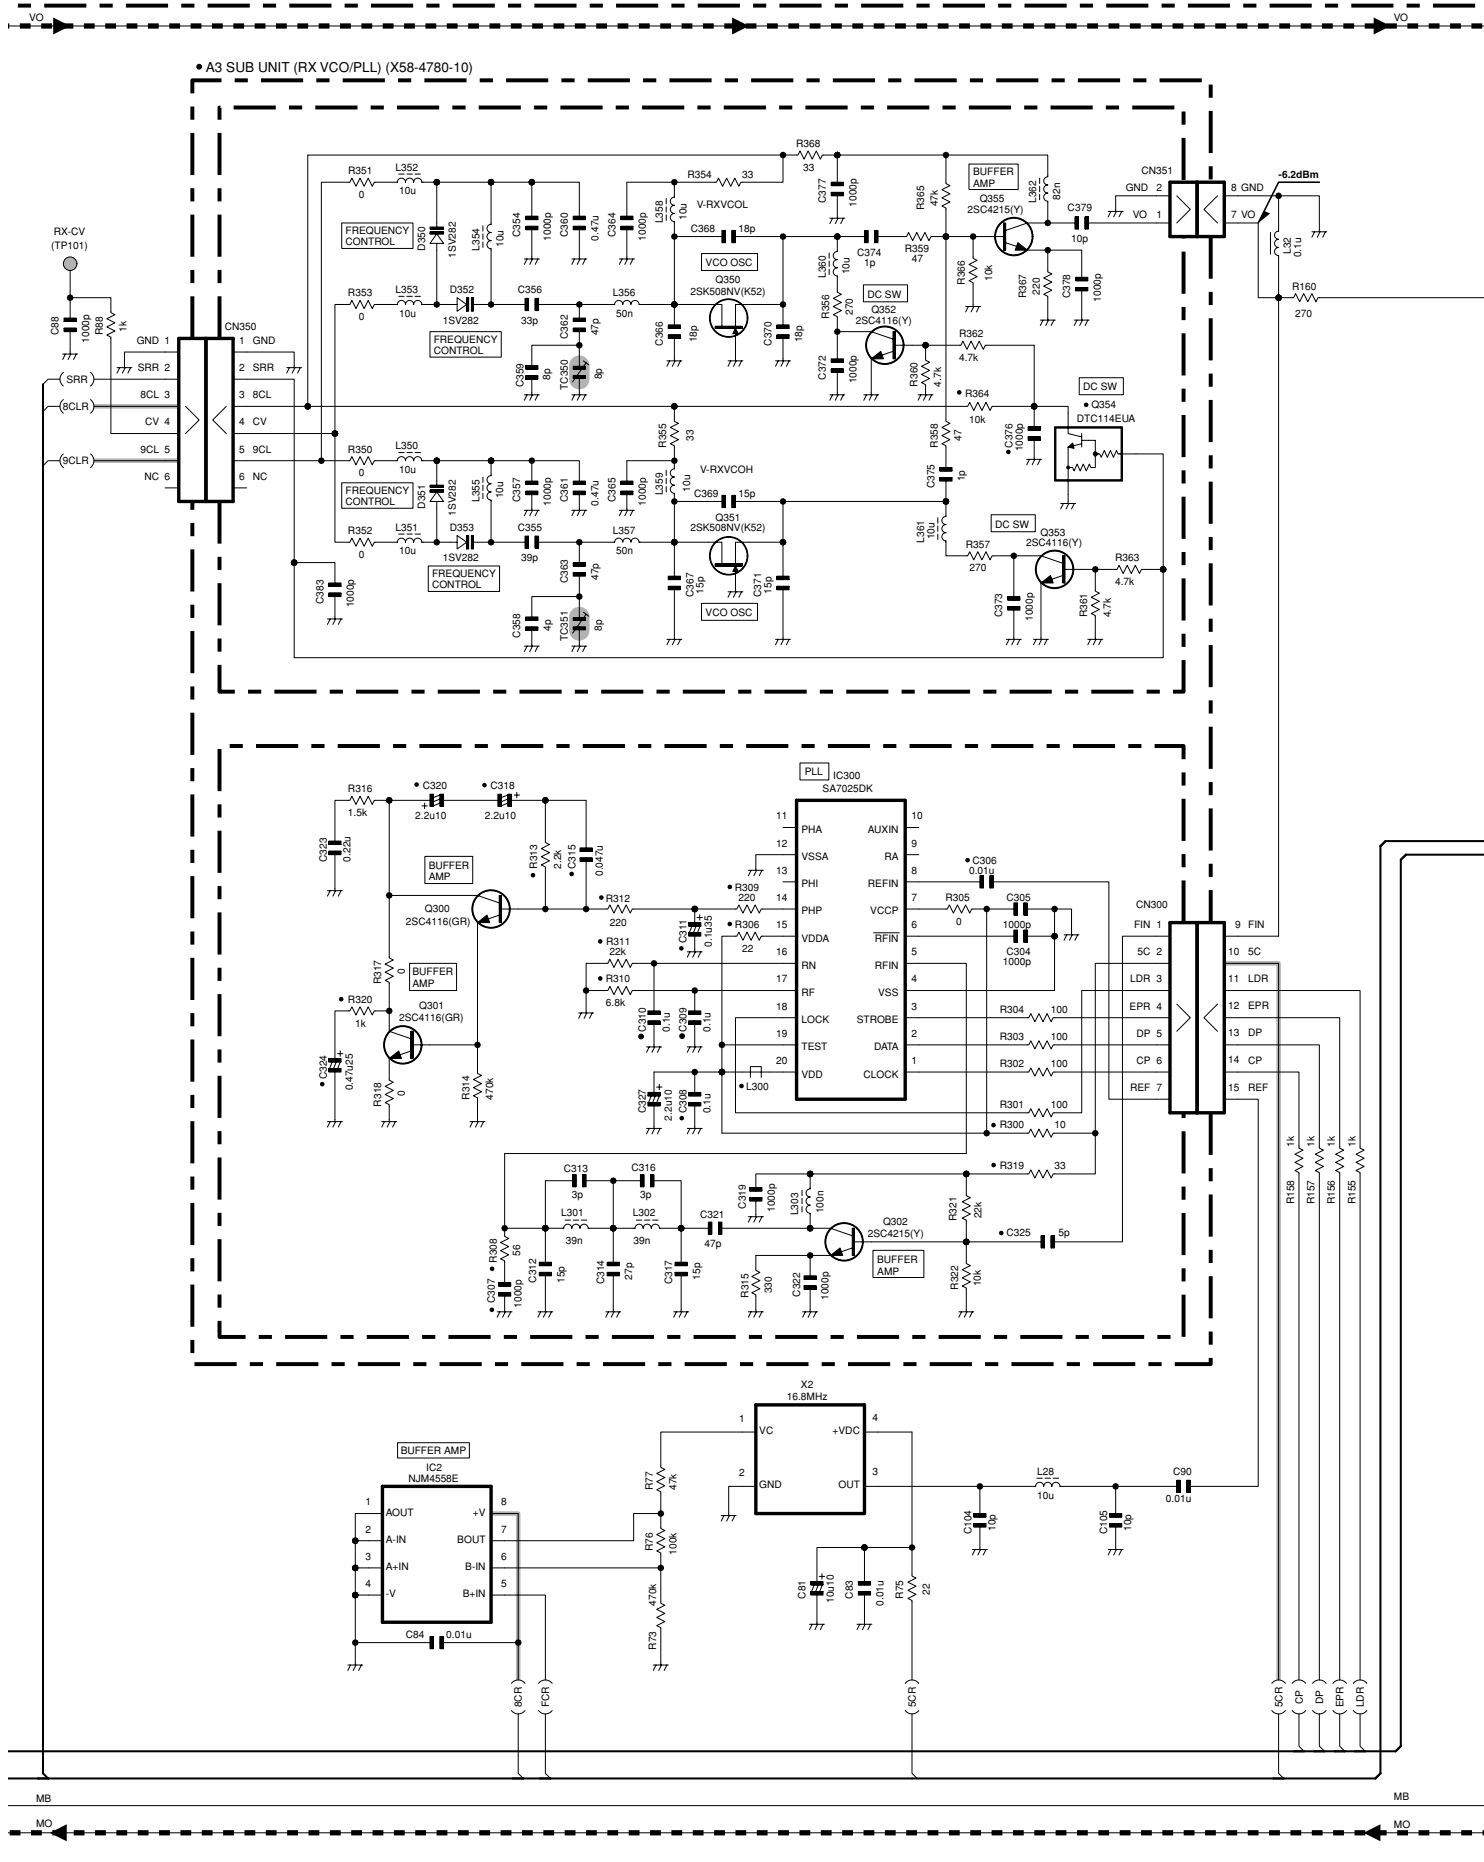 VO
VO
• A3 SUB UNIT (RX VCO/PLL) (X58-4780-10)
RX-CV
(TP101)
C88
1000p
R88
1k
GND 1
SRR 2
8CL 3
CV 4
9CL 5
NC 6
(SRR)
(8CLR)
(9CLR)
CN350
1 GND
2 SRR
3 8CL
4 CV
5 9CL
6 NC
R351
0
L352
10u
FREQUENCY
CONTROL
D350
1SV282
L354
10u
C354
1000p
C360
0.47u
C364
1000p
L358
10u
R354 33
V-RXVCOL
C368 18p
VCO OSC
Q350
2SK508NV(K52)
R353
0
L353
10u
D352
1SV282
FREQUENCY
CONTROL
C356
33p
C362
47p
L356
50n
C359
8p
TC350
8p
C366
18p
C370
18p
R368
33
C377
1000p
C374
1p
R359
47
L360
10u
R356
270
DC SW
Q352
2SC4116(Y)
C372
1000p
R360
4.7k
R362
4.7k
R365
47k
R366
10k
BUFFER
AMP
Q355
2SC4215(Y)
L362
82n
C379
10p
R367
220
C378
1000p
CN351
GND 2
VO 1
8 GND
7 VO
-6.2dBm
L32
0.1u
R160
270
• R364
10k
C376
1000p
DC SW
• Q354
DTC114EUA
R358
47
C375
1p
R355
33
L359
10u
V-RXVCOH
C369 15p
Q351
2SK508NV(K52)
VCO OSC
R350
0
L350
10u
FREQUENCY
CONTROL
D351
1SV282
L355
10u
C357
1000p
C361
0.47u
C365
1000p
R352
0
L351
10u
D353
1SV282
FREQUENCY
CONTROL
C355
39p
C363
47p
L357
50n
C358
4p
TC351
8p
C367
15p
C371
15p
C383
1000p
L361
10u
R357
270
DC SW
Q353
2SC4116(Y)
C373
1000p
R361
4.7k
R363
4.7k
R316
1.5k
• C320
2.2u10
• C318
2.2u10
C323
0.22u
• R313
2.2k
• C315
0.047u
BUFFER
AMP
Q300
2SC4116(GR)
R317
0
BUFFER
AMP
Q301
2SC4116(GR)
• R320
1k
• C324
0.47u25
R318
0
R314
470k
• R312
220
• R311
22k
• R310
6.8k
• C311
0.1u35
• R309
220
• R306
22
• C310
0.1u
• C309
0.1u
C327
2.2u10
• C308
0.1u
• L300
PLL
IC300
SA7025DK
11 PHA
12 VSSA
13 PHI
14 PHP
15 VDDA
16 RN
17 RF
18 LOCK
19 TEST
20 VDD
AUXIN 10
RA 9
REFIN 8
VCCP 7
RFIN 6
RFIN 5
VSS 4
STROBE 3
DATA 2
CLOCK 1
• C306
0.01u
R305
0
C305
1000p
C304
1000p
R304 100
R303 100
R302 100
R301 100
• R300 10
• R319 33
CN300
FIN 1
5C 2
LDR 3
EPR 4
DP 5
CP 6
REF 7
9 FIN
10 5C
11 LDR
12 EPR
13 DP
14 CP
15 REF
R158
1k
R157
1k
R156
1k
R155
1k
C313
3p
C316
3p
L301
39n
L302
39n
• R308
56
• C307
1000p
C312
15p
C314
27p
C317
15p
C321
47p
C319
1000p
L303
100n
R315
330
C322
1000p
Q302
2SC4215(Y)
BUFFER
AMP
R321
22k
R322
10k
• C325 5p
X2
16.8MHz
1 VC
2 GND
+VDC 4
OUT 3
BUFFER AMP
IC2
NJM4558E
1 AOUT
2 A-IN
3 A+IN
4 -V
+V 8
BOUT 7
B-IN 6
B+IN 5
C84 0.01u
R77
47k
R76
100k
R73
470k
C81
10u10
C83
0.01u
R75
22
C104
10p
L28
10u
C105
10p
C90
0.01u
8CR
FCR
5CR
5CR
CP
DP
EPR
LDR
MB
MB
MO
MO